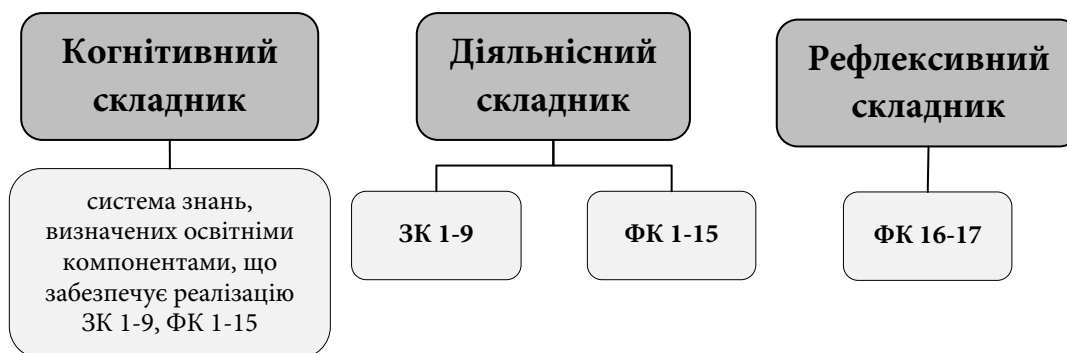 Когнітивний
складник
Діяльнісний
складник
Рефлексивний
складник
система знань,
визначених освітніми
компонентами, що
забезпечує реалізацію
ЗК 1-9, ФК 1-15
ЗК 1-9
ФК 1-15
ФК 16-17